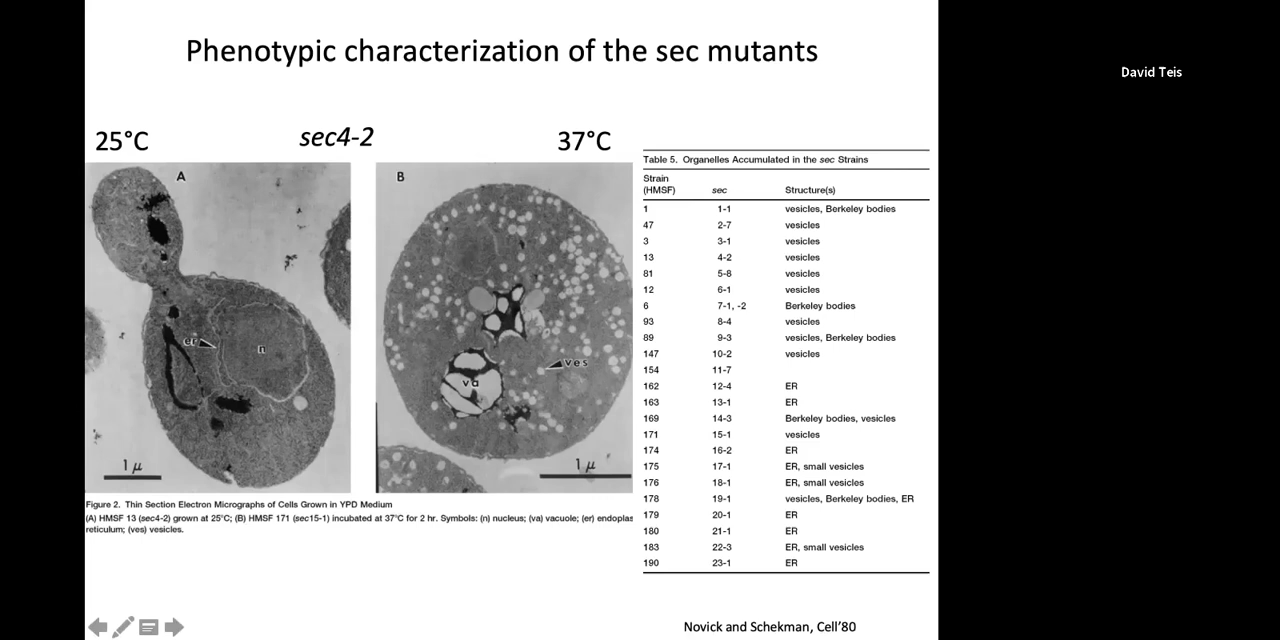 Phenotypic characterization of the sec mutants
David Teis
25°C
sec4-2
37°C
A
er
n
1 μ
B
ves
va
1 μ
Figure 2. Thin Section Electron Micrographs of Cells Grown in YPD Medium
(A) HMSF 13 (sec4-2) grown at 25°C; (B) HMSF 171 (sec15-1) incubated at 37°C for 2 hr. Symbols: (n) nucleus; (va) vacuole; (er) endoplas
reticulum; (ves) vesicles.
Table 5. Organelles Accumulated in the sec Strains
Strain
(HMSF) sec Structure(s)
1 1-1 vesicles, Berkeley bodies
47 2-7 vesicles
3 3-1 vesicles
13 4-2 vesicles
81 5-8 vesicles
12 6-1 vesicles
6 7-1, -2 Berkeley bodies
93 8-4 vesicles
89 9-3 vesicles, Berkeley bodies
147 10-2 vesicles
154 11-7
162 12-4 ER
163 13-1 ER
169 14-3 Berkeley bodies, vesicles
171 15-1 vesicles
174 16-2 ER
175 17-1 ER, small vesicles
176 18-1 ER, small vesicles
178 19-1 vesicles, Berkeley bodies, ER
179 20-1 ER
180 21-1 ER
183 22-3 ER, small vesicles
190 23-1 ER
Novick and Schekman, Cell'80